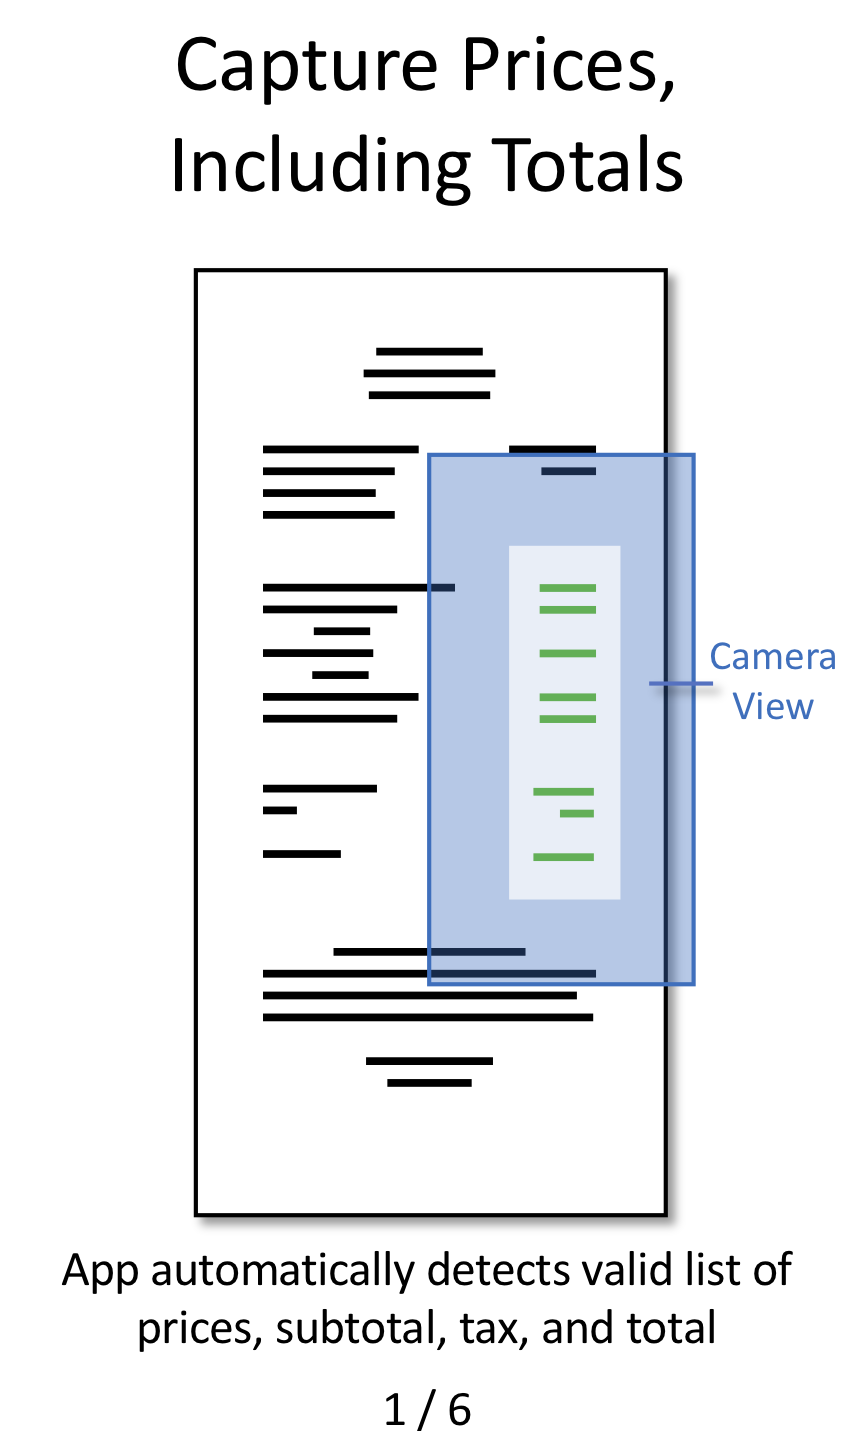 Capture Prices,
Including Totals
Camera
View
App automatically detects valid list of
prices, subtotal, tax, and total
1 / 6